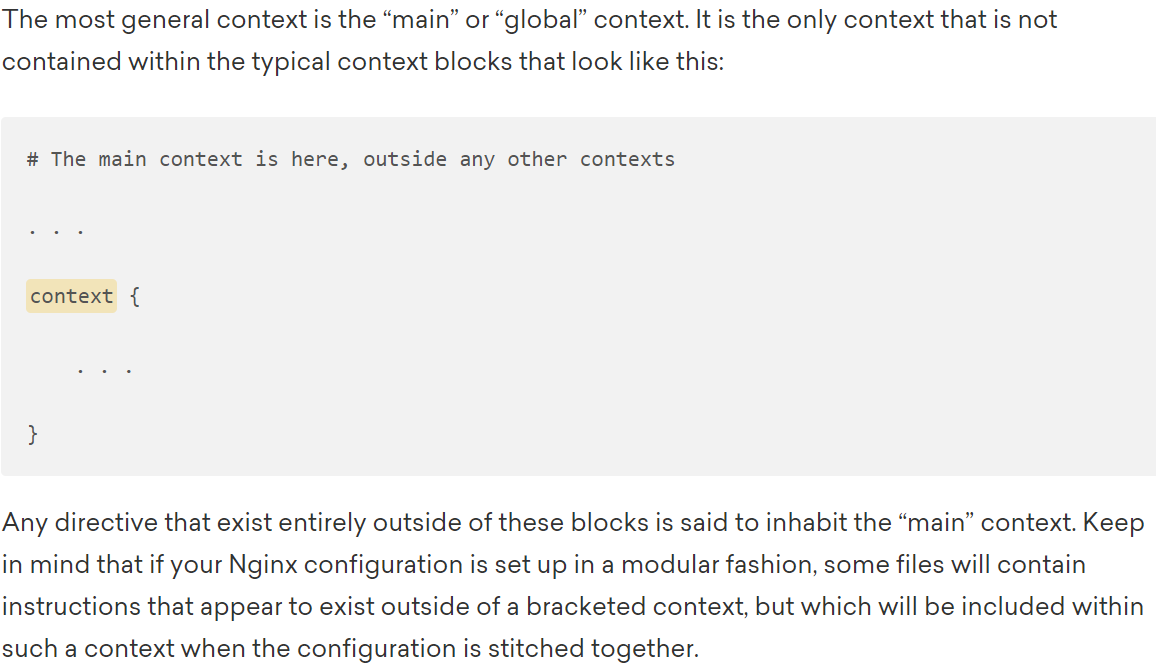 The most general context is the “main” or “global” context. It is the only context that is not
contained within the typical context blocks that look like this:
# The main context is here, outside any other contexts
. . .
context {
. . .
}
Any directive that exist entirely outside of these blocks is said to inhabit the “main” context. Keep
in mind that if your Nginx configuration is set up in a modular fashion, some files will contain
instructions that appear to exist outside of a bracketed context, but which will be included within
such a context when the configuration is stitched together.